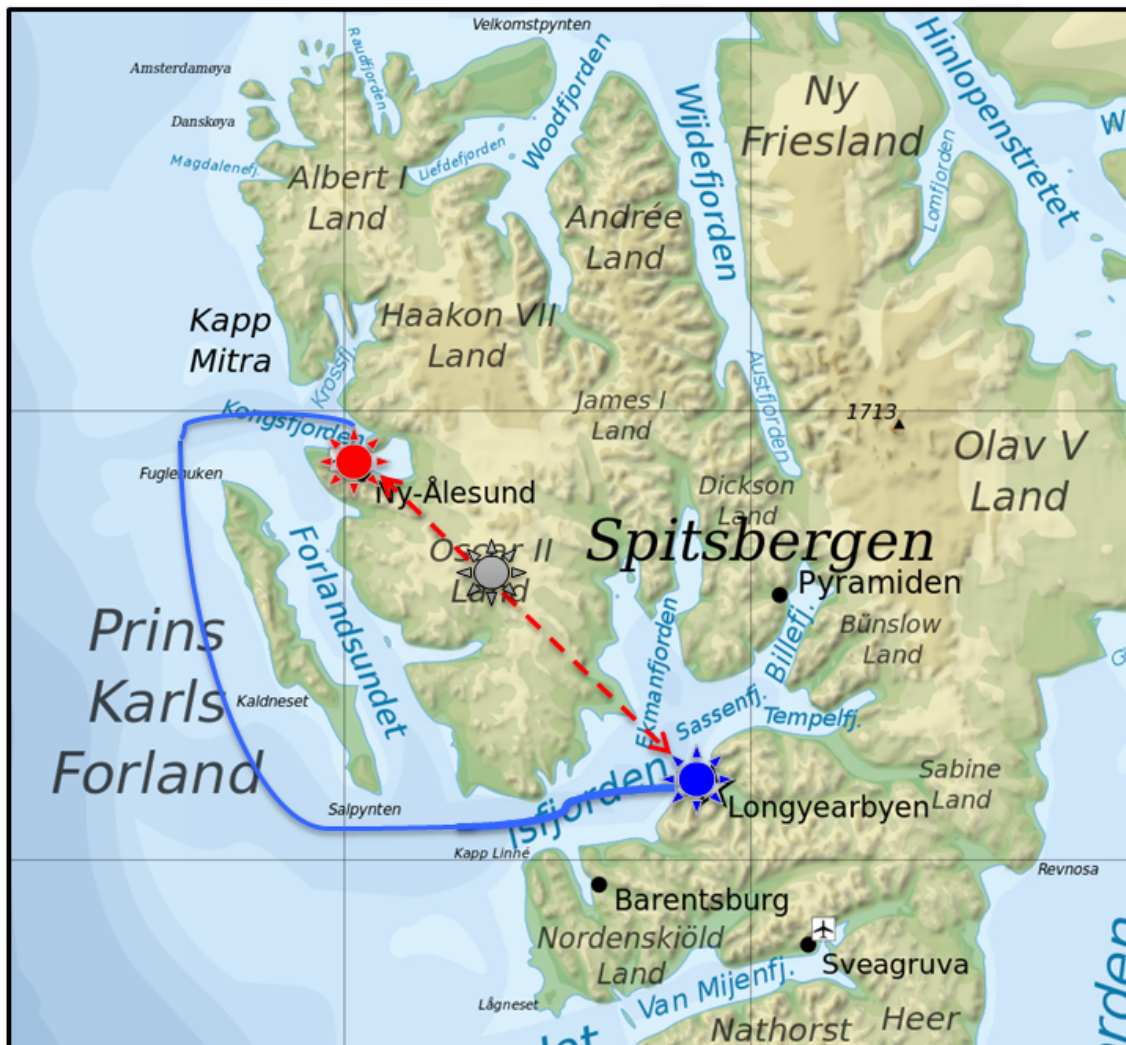 Velkomstpynten
Amsterdamøya
Raudfjorden
Danskøya
Magdalenefj.
Liefdefjorden
Woodfjorden
Wijdefjorden
Ny
Friesland
Hinlopenstretet
W
Lomfjorden
Albert I
Land
Andrée
Land
Kapp
Mitra
Haakon VII
Land
Krossfj.
Kongsfjorden
James I
Land
Austfjorden
1713
Olav V
Land
Fuglehuken
Ny-Ålesund
Dickson
Land
Oscar II
Land
Spitsbergen
Forlandsundet
Pyramiden
Billefj.
Bünslow
Land
Prins
Karls
Forland
Kaldneset
Ekmanfjorden
Sassenfj.
Tempelfj.
Salpynten
Isfjorden
Longyearbyen
Sabine
Land
Kapp Linné
Revnosa
Barentsburg
Nordenskiöld
Land
Sveagruva
Lågneset
Van Mijenfj.
Nathorst
Heer
det
orden